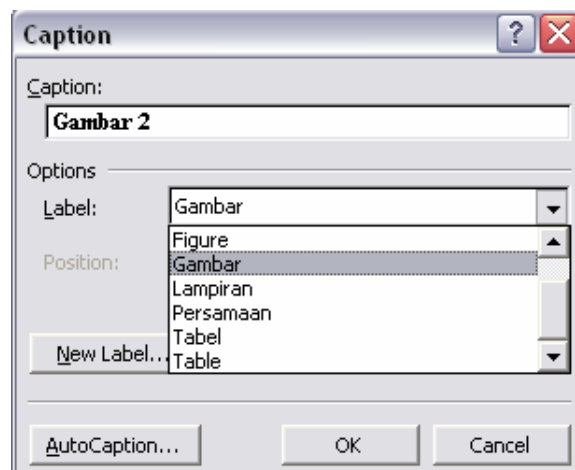 Caption
Caption:
Gambar 2
Options
Label: Gambar
Figure
Position: Gambar
Lampiran
Persamaan
Tabel
New Label... Table
AutoCaption... OK Cancel